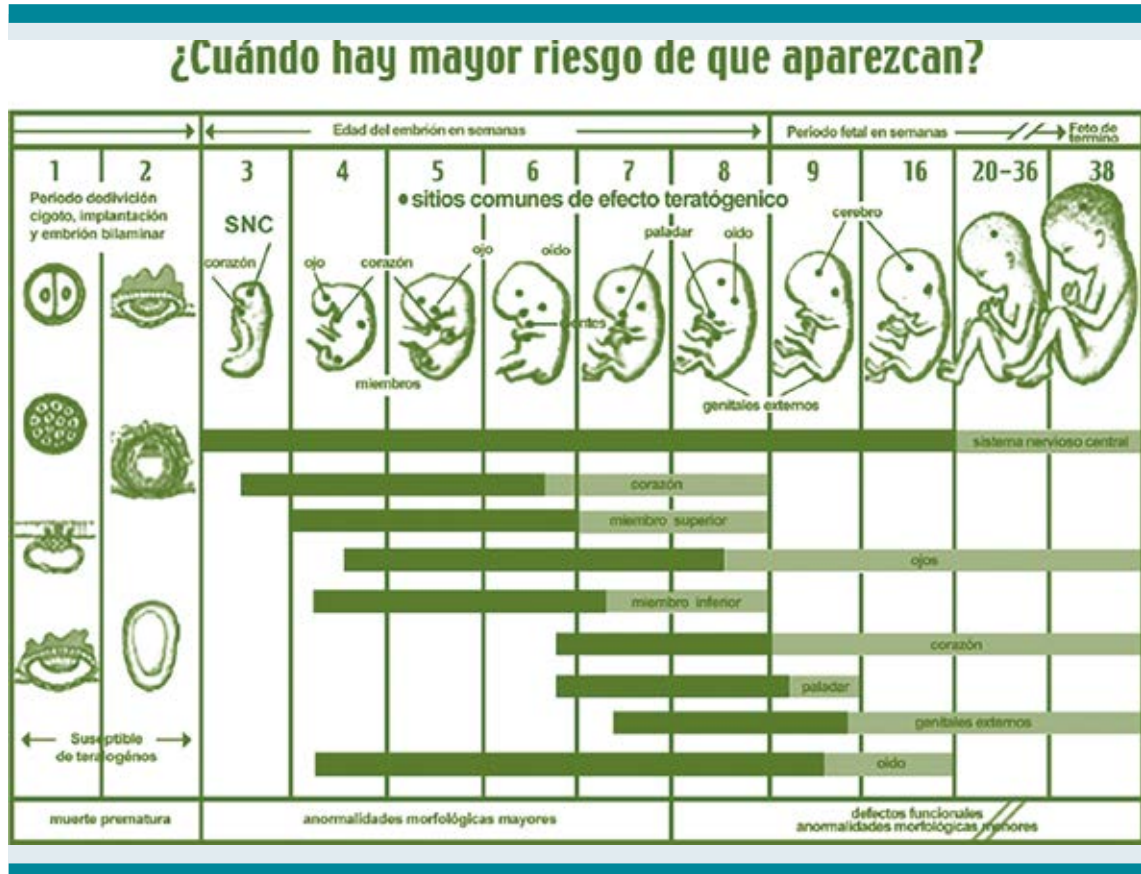 ¿Cuándo hay mayor riesgo de que aparezcan?
Edad del embrión en semanas
Período fetal en semanas
Feto de
termino
1
2
3
4
5
6
7
8
9
16
20-36
38
Periodo dodivición
cigoto, implantación
y embrión bilaminar
•sitios comunes de efecto teratógenico
SNC
corazón
ojo
corazón
ojo
oído
paladar
oído
cerebro
miembros
genitales externos
sistema nervioso central
corazón
miembro superior
ojos
miembro inferior
corazón
paladar
genitales externos
oído
Suseptible
de teratogénos
muerte prematura
anormalidades morfológicas mayores
defectos funcionales
anormalidades morfológicas menores